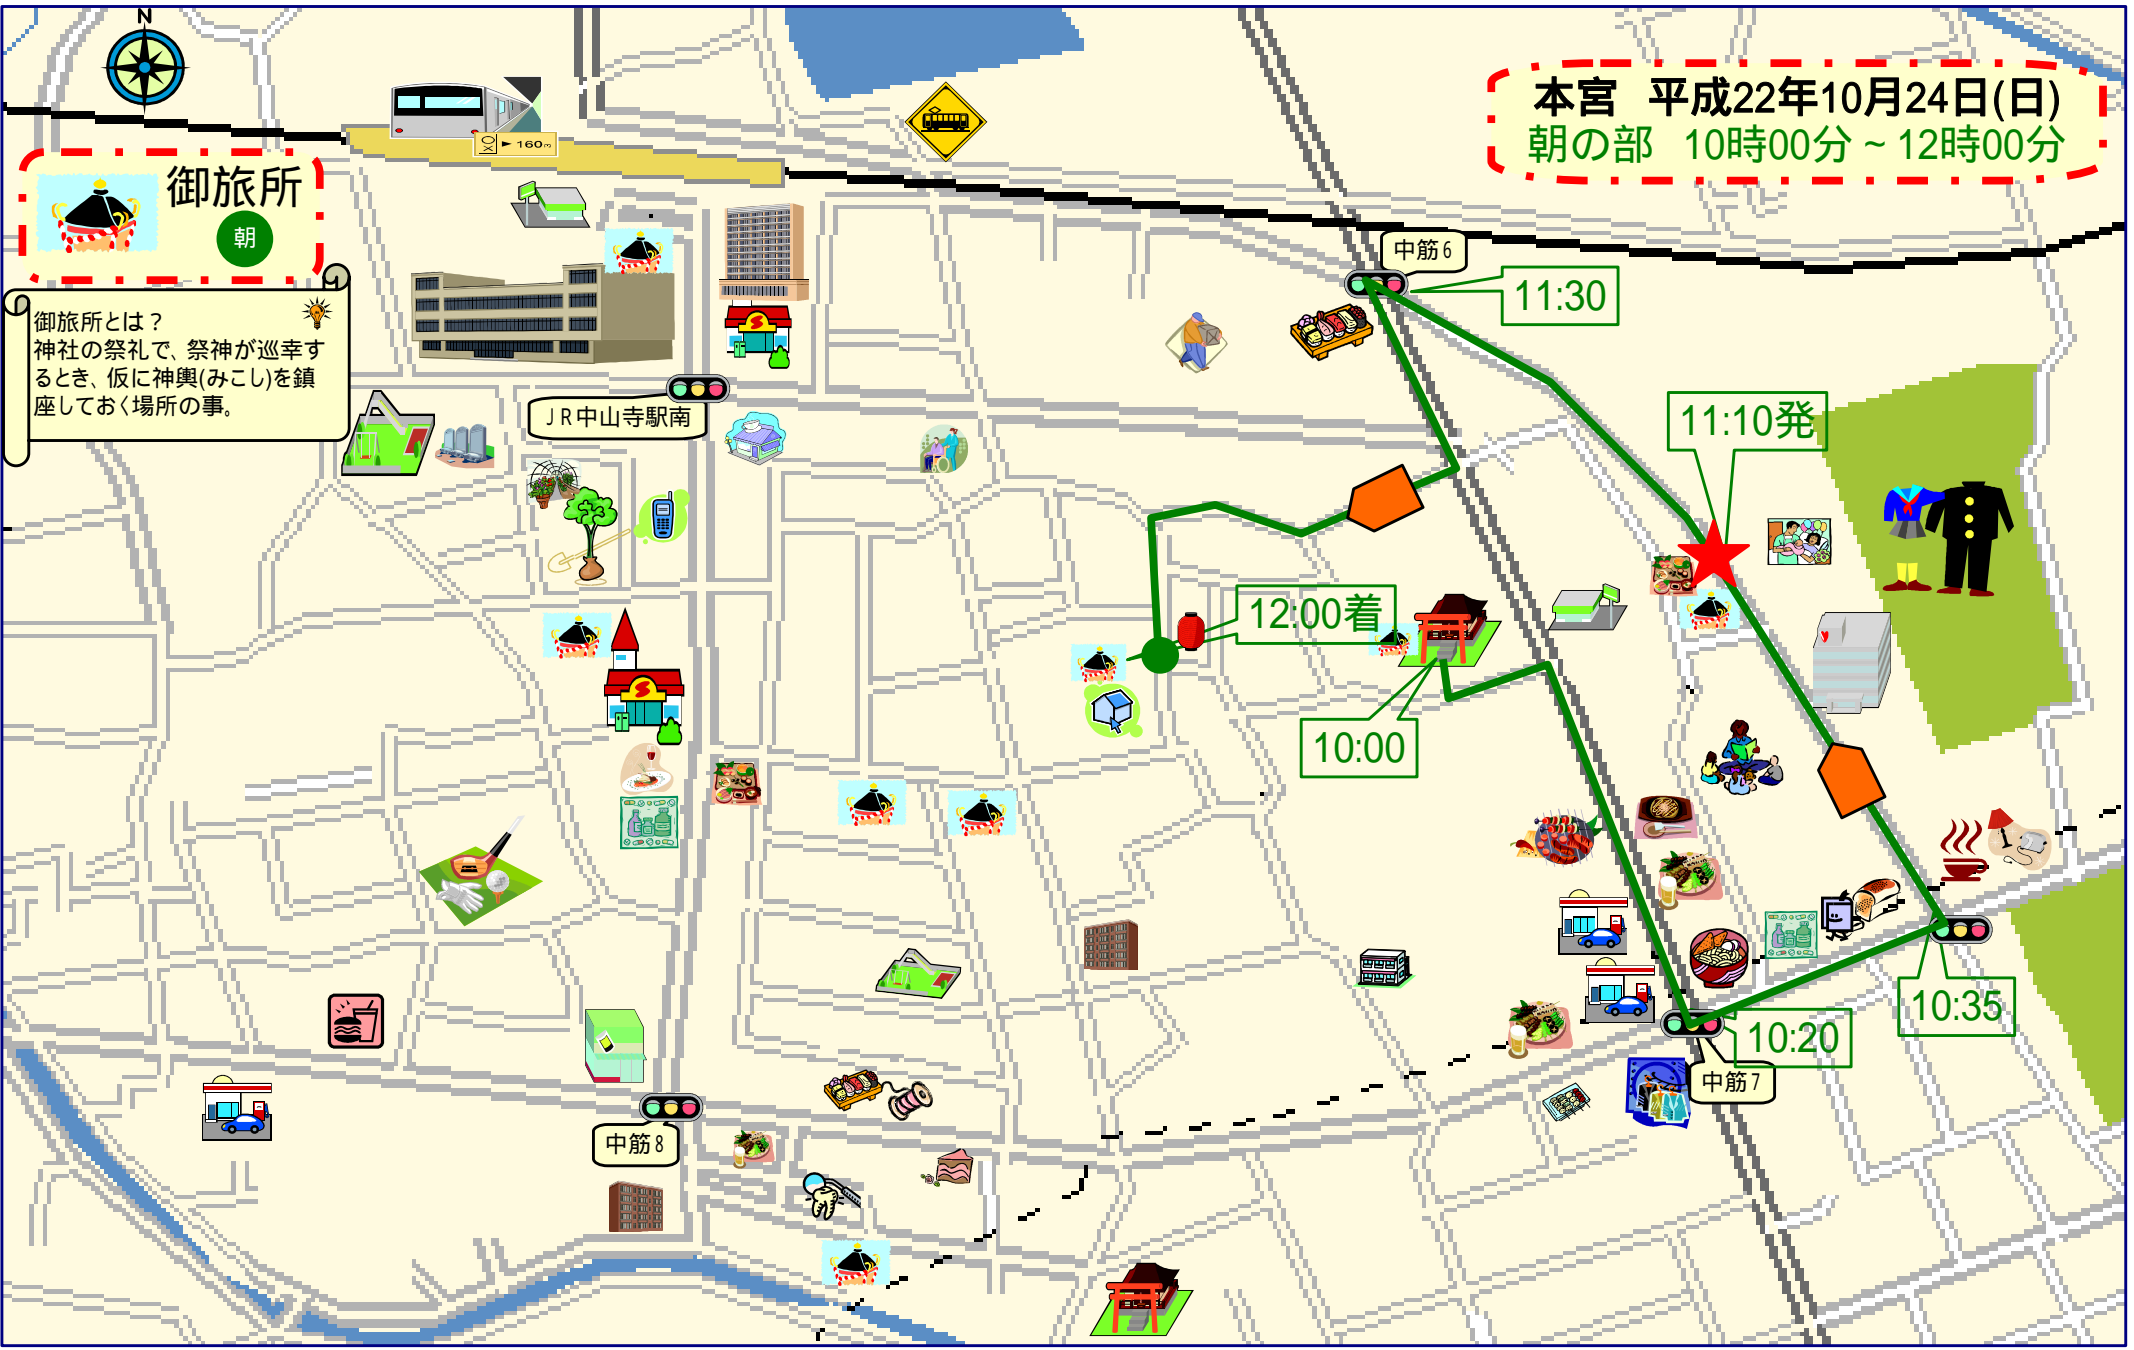 N
本宮 平成22年10月24日(日)
朝の部 10時00分～12時00分
160m
御旅所
朝
御旅所とは？
神社の祭礼で、祭神が巡幸す
るとき、仮に神輿(みこし)を鎮
座しておく場所の事。
中筋6
11:30
JR中山寺駅南
11:10発
12:00着
10:00
10:35
10:20
中筋7
中筋8